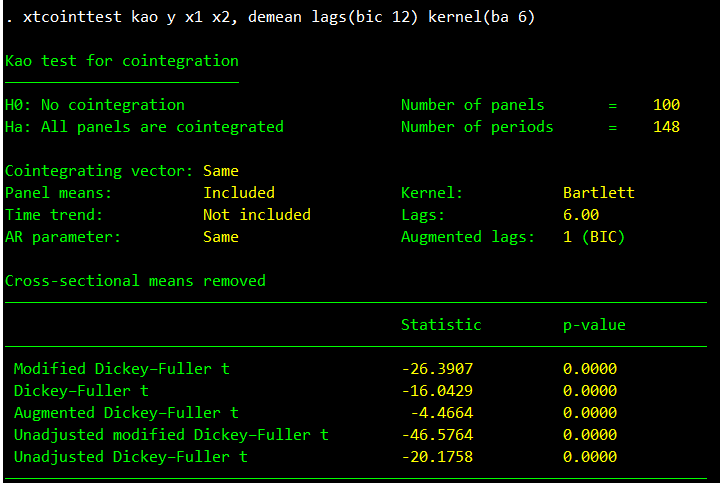 . xtcointtest kao y x1 x2, demean lags(bic 12) kernel(ba 6)
Kao test for cointegration
H0: No cointegration Number of panels = 100
Ha: All panels are cointegrated Number of periods = 148
Cointegrating vector: Same
Panel means: Included Kernel: Bartlett
Time trend: Not included Lags: 6.00
AR parameter: Same Augmented lags: 1 (BIC)
Cross-sectional means removed
Statistic p-value
Modified Dickey–Fuller t -26.3907 0.0000
Dickey–Fuller t -16.0429 0.0000
Augmented Dickey–Fuller t -4.4664 0.0000
Unadjusted modified Dickey–Fuller t -46.5764 0.0000
Unadjusted Dickey–Fuller t -20.1758 0.0000